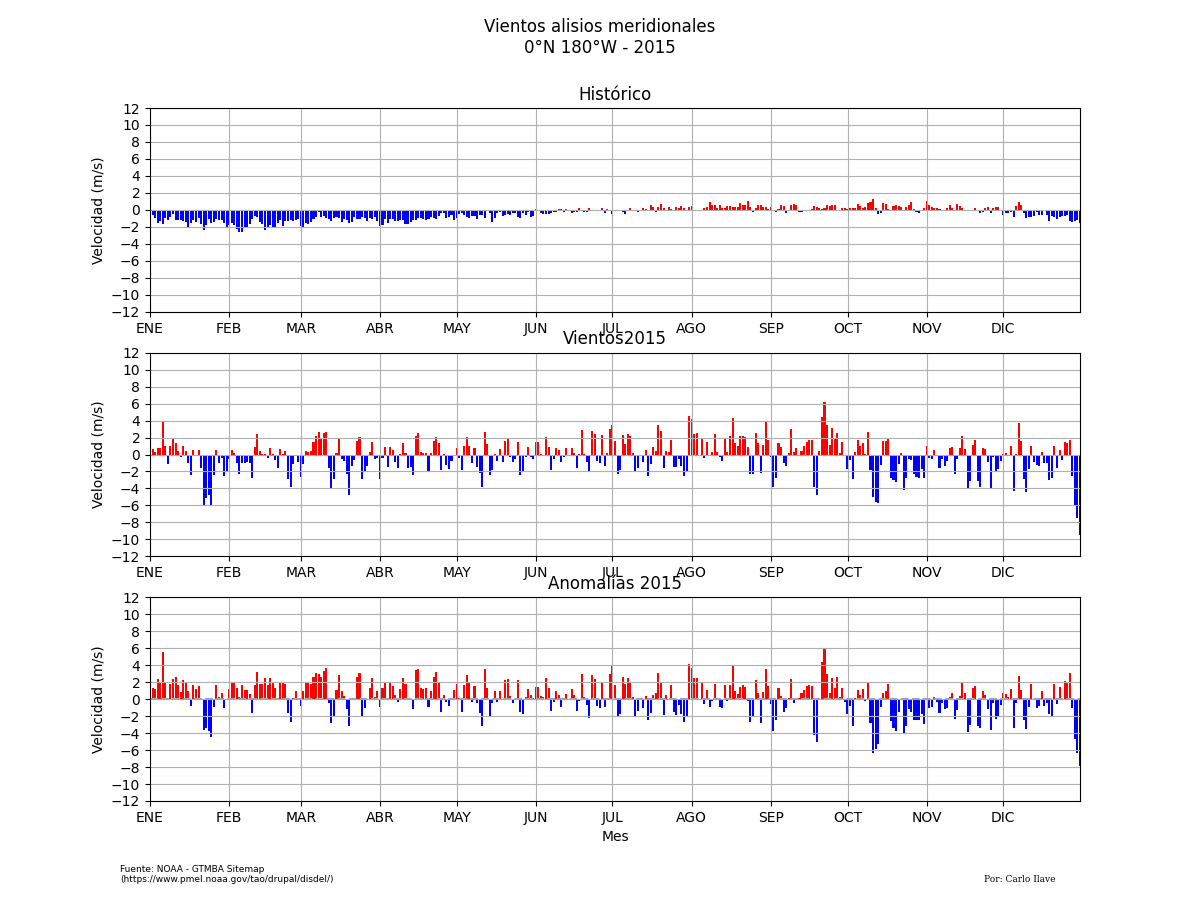 Vientos alisios meridionales
0°N 180°W - 2015
Histórico
12
10
8
6
4
2
0
−2
−4
−6
−8
−10
−12
Velocidad (m/s)
ENE FEB MAR ABR MAY JUN JUL AGO SEP OCT NOV DIC
Vientos2015
12
10
8
6
4
2
0
−2
−4
−6
−8
−10
−12
Velocidad (m/s)
ENE FEB MAR ABR MAY JUN JUL AGO SEP OCT NOV DIC
Anomalías 2015
12
10
8
6
4
2
0
−2
−4
−6
−8
−10
−12
Velocidad (m/s)
ENE FEB MAR ABR MAY JUN JUL AGO SEP OCT NOV DIC
Mes
Fuente: NOAA - GTMBA Sitemap
(https://www.pmel.noaa.gov/tao/drupal/disdel/)
Por: Carlo Ilave